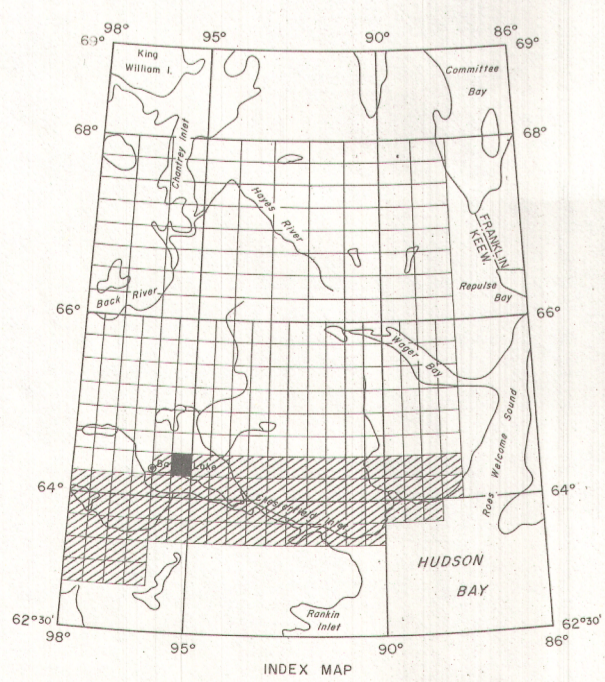 98°
95°
90°
86°
69°
69°
King
William I.
Committee
Bay
68°
68°
Chantrey Inlet
Hayes
River
FRANKLIN
KEEW.
Back River
Repulse
Bay
66°
66°
Wager Bay
Roes Welcome Sound
Lake
64°
64°
Chesterfield Inlet
HUDSON
BAY
Rankin
Inlet
62°30'
62°30'
98°
95°
90°
86°
INDEX MAP